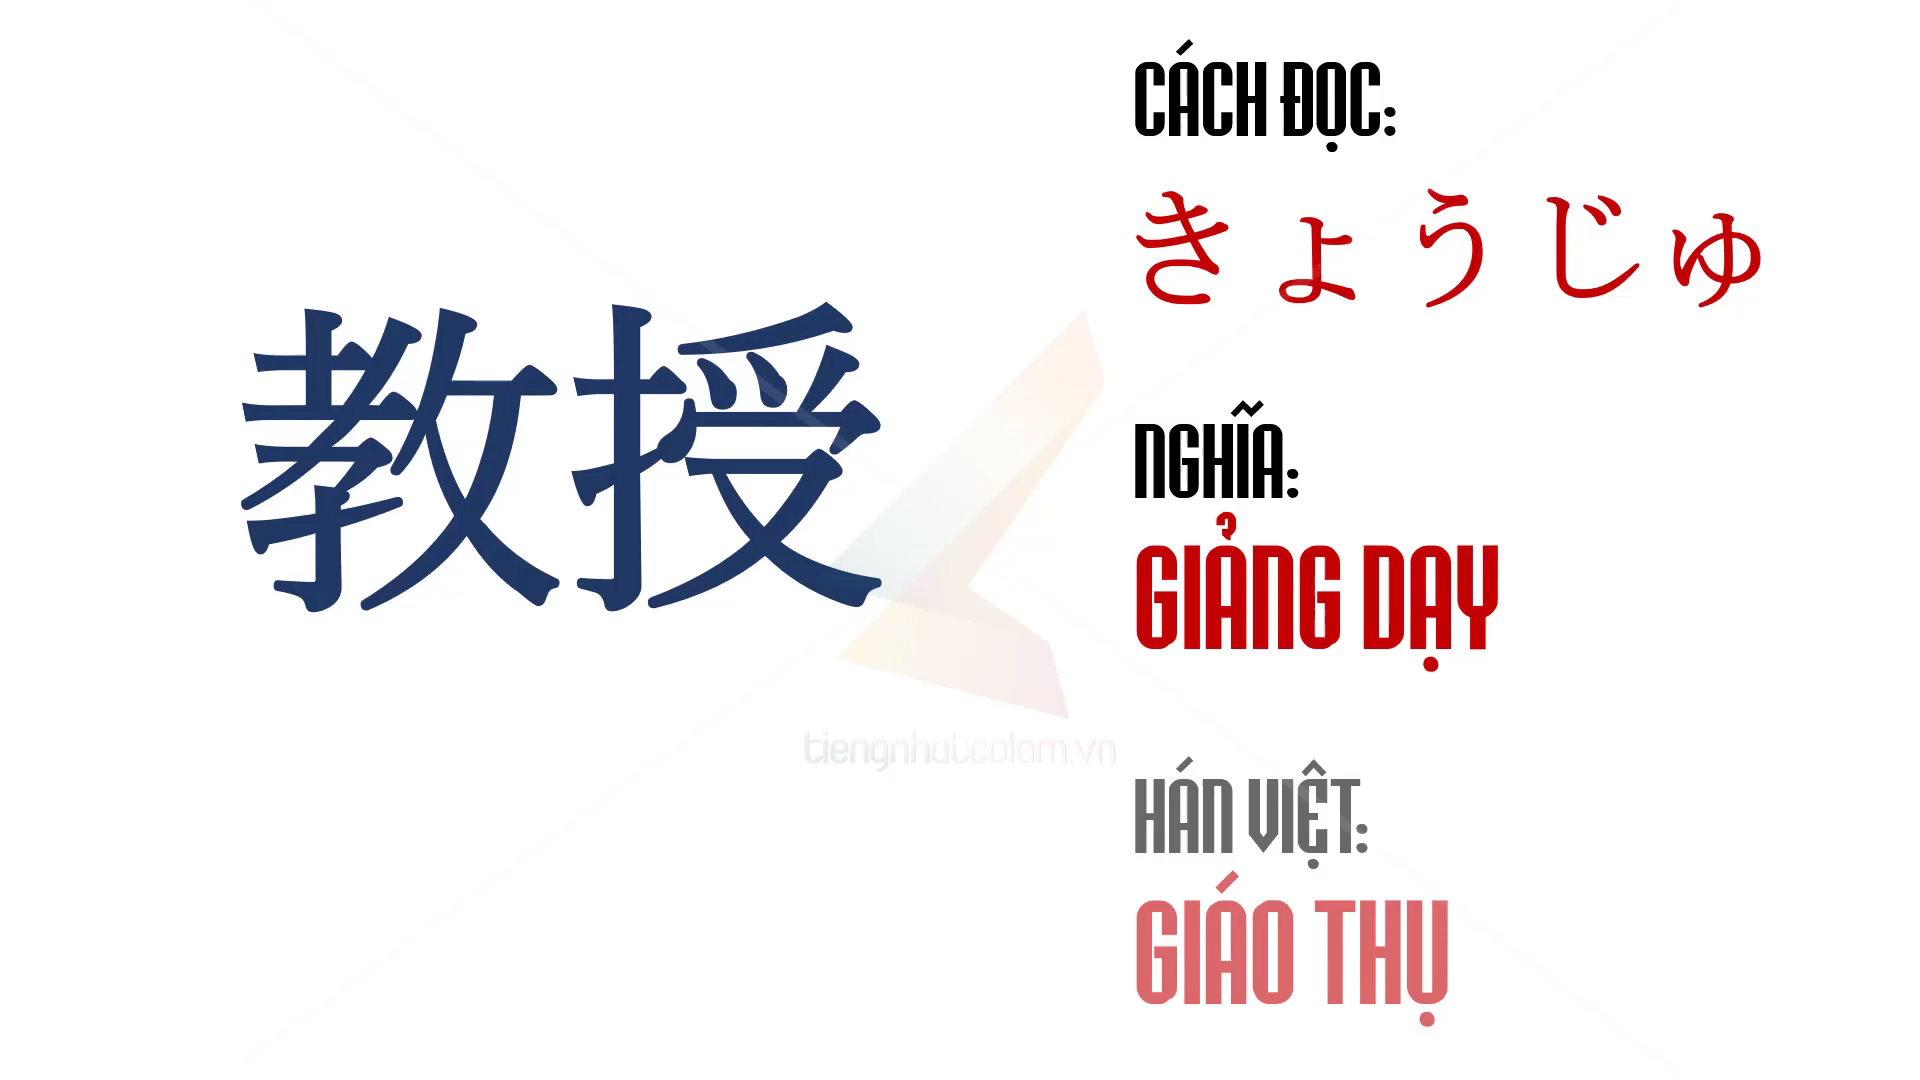 教授
CÁCH ĐỌC:
きょうじゅ
NGHĨA:
GIẢNG DẠY
HÁN VIỆT:
GIÁO THỤ
tiengnhatcolam.vn